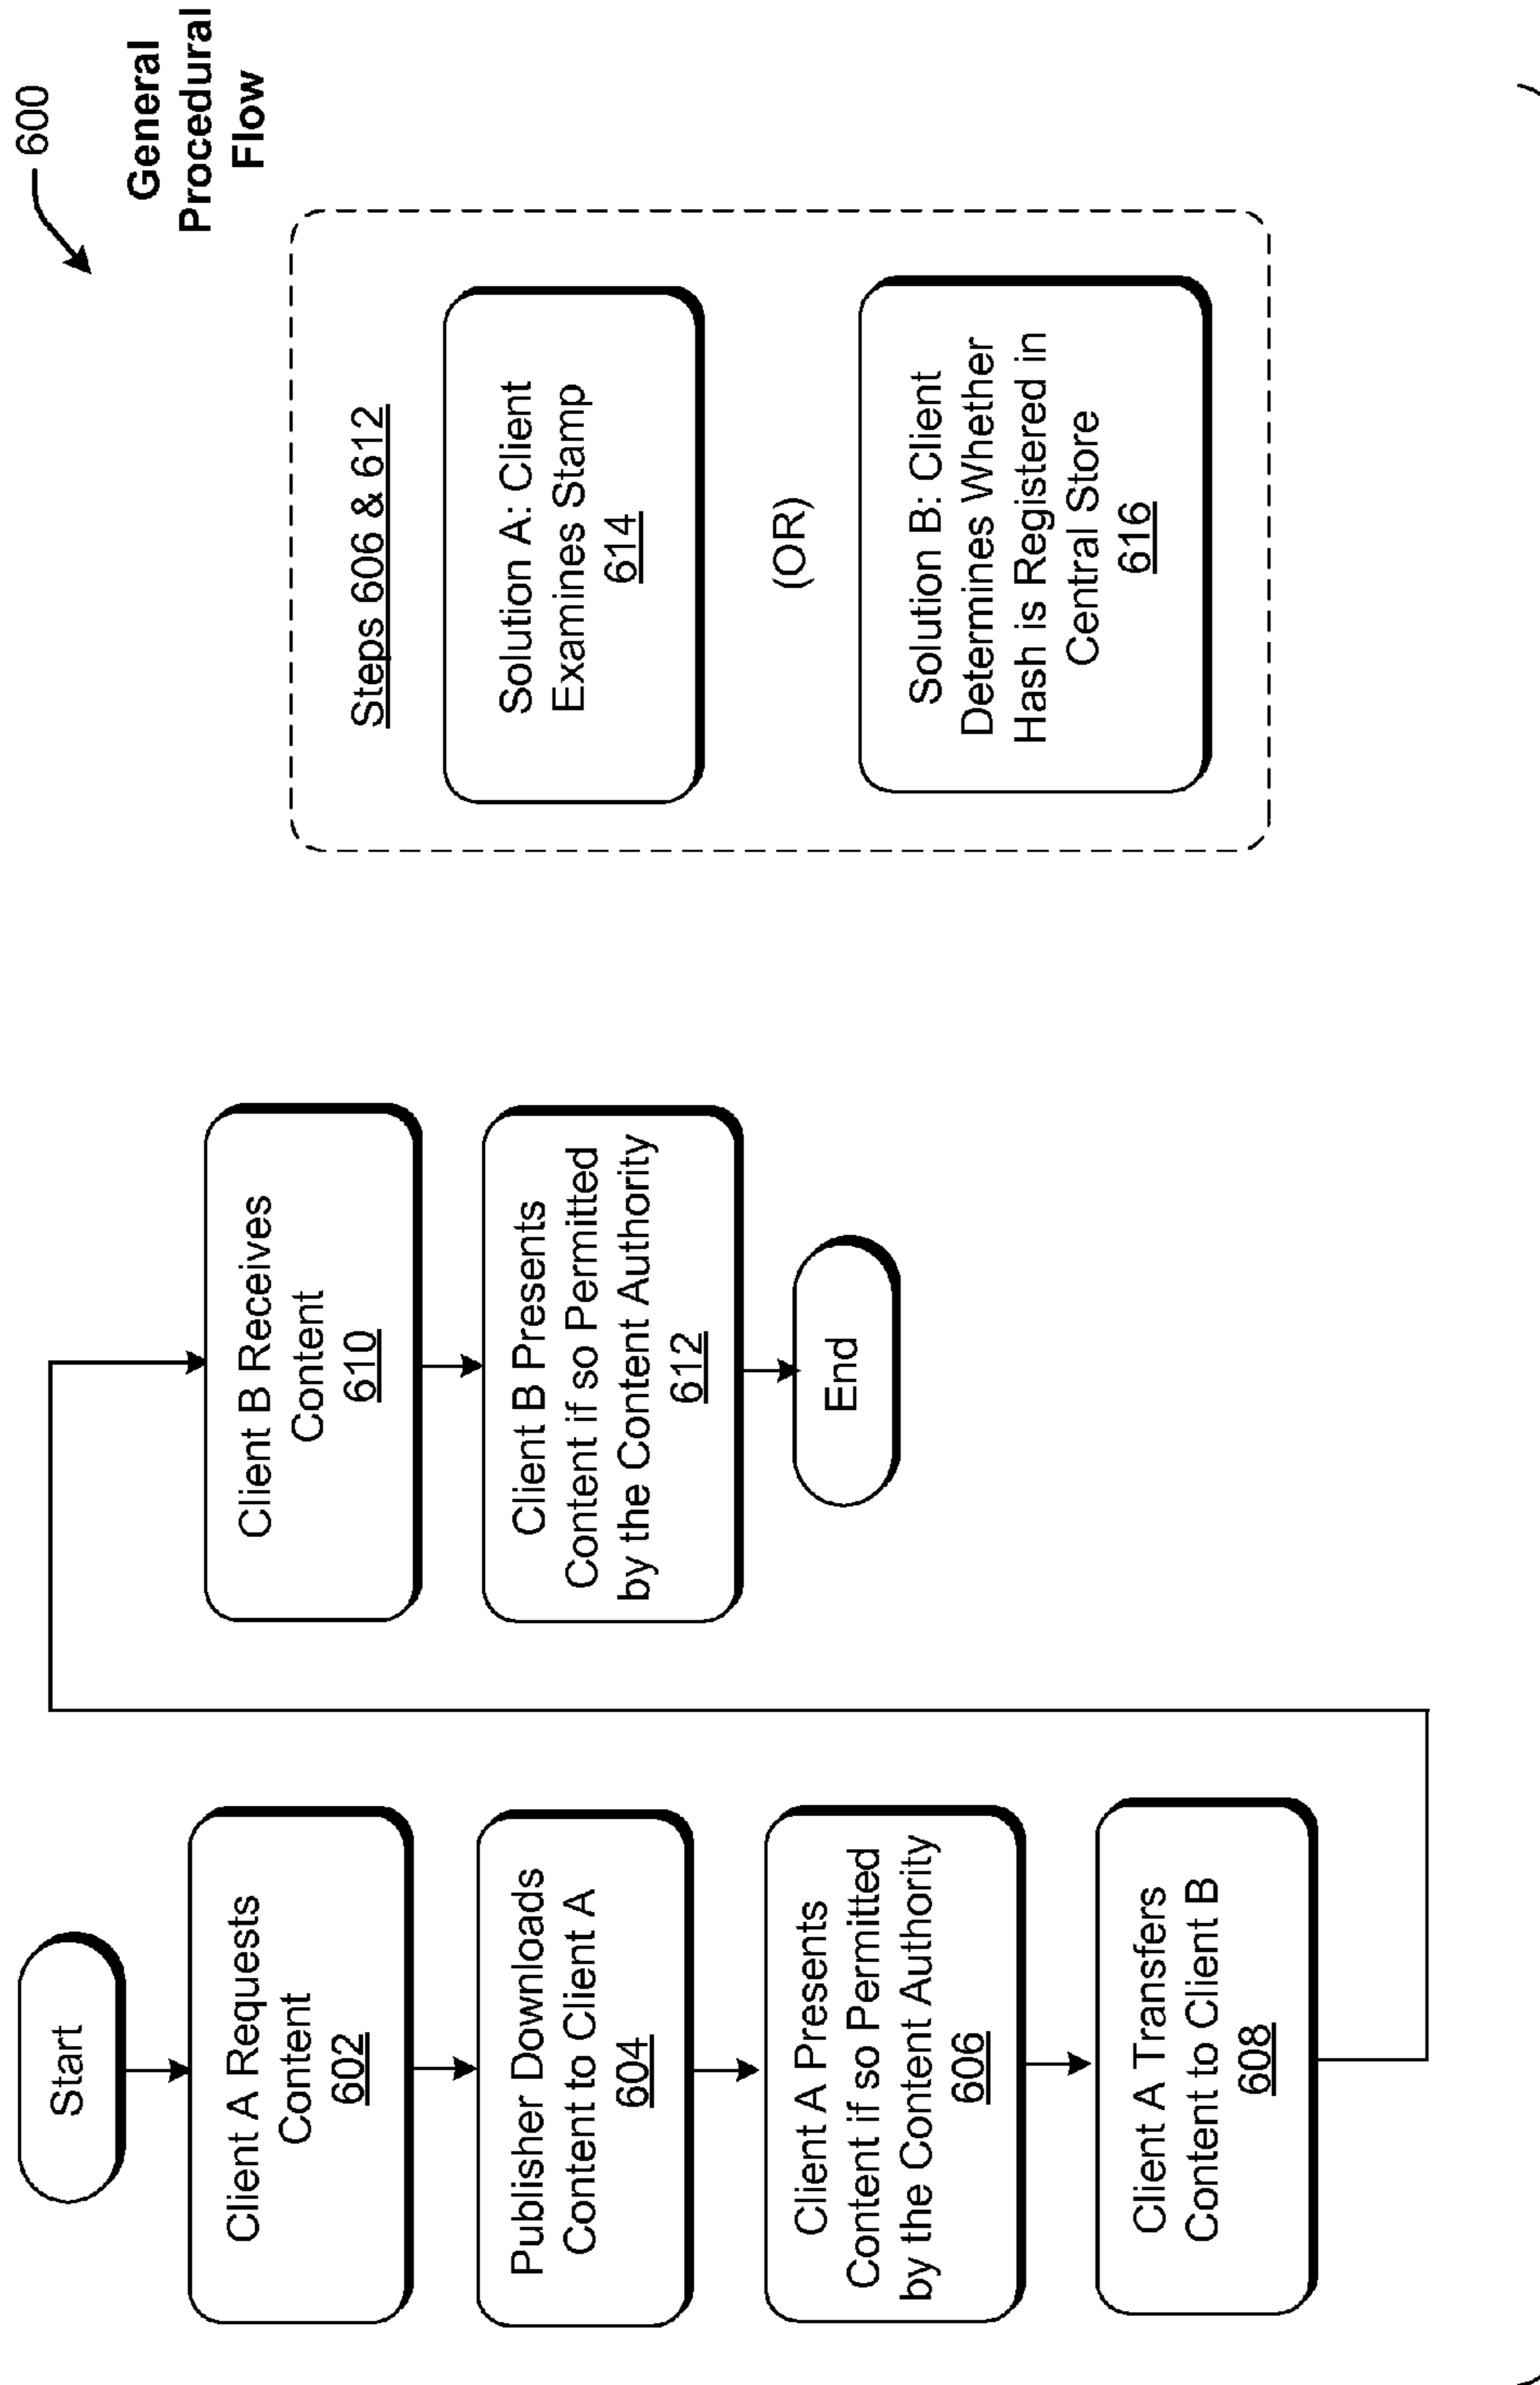 600
General
Procedural
Flow
Start
Client A Requests
Content
602
Publisher Downloads
Content to Client A
604
Client A Presents
Content if so Permitted
by the Content Authority
606
Client A Transfers
Content to Client B
608
Client B Receives
Content
610
Client B Presents
Content if so Permitted
by the Content Authority
612
End
Steps 606 & 612
Solution A: Client
Examines Stamp
614
(OR)
Solution B: Client
Determines Whether
Hash is Registered in
Central Store
616